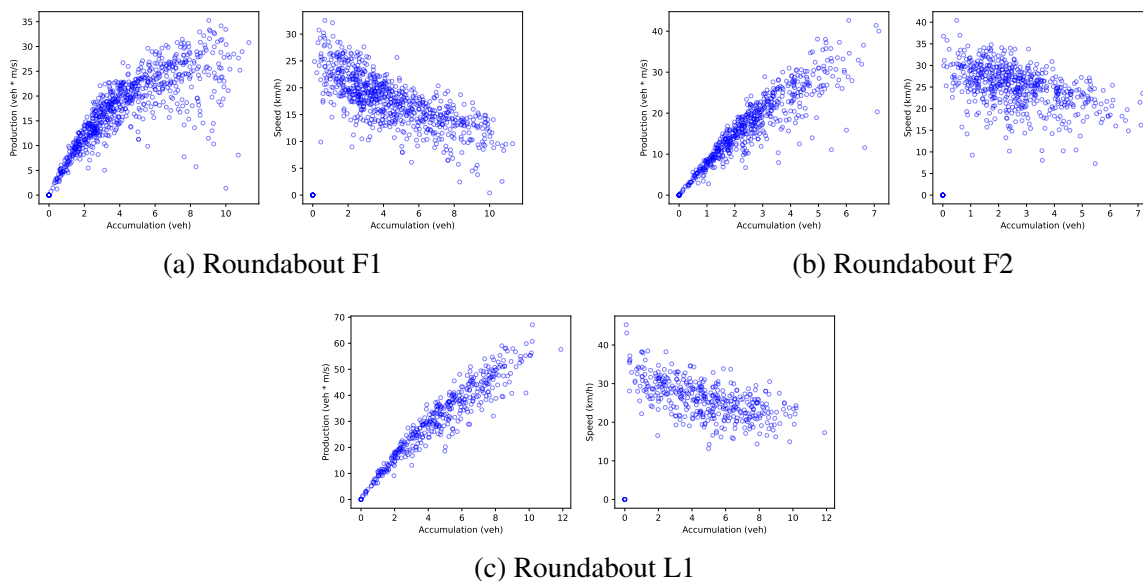 35
30
25
20
15
10
5
0
Production (veh * m/s)
0 2 4 6 8 10
Accumulation (veh)
30
25
20
15
10
5
0
Speed (km/h)
0 2 4 6 8 10
Accumulation (veh)
(a) Roundabout F1
40
30
20
10
0
Production (veh * m/s)
0 1 2 3 4 5 6 7
Accumulation (veh)
40
35
30
25
20
15
10
5
0
Speed (km/h)
0 1 2 3 4 5 6 7
Accumulation (veh)
(b) Roundabout F2
70
60
50
40
30
20
10
0
Production (veh * m/s)
0 2 4 6 8 10 12
Accumulation (veh)
40
30
20
10
0
Speed (km/h)
0 2 4 6 8 10 12
Accumulation (veh)
(c) Roundabout L1